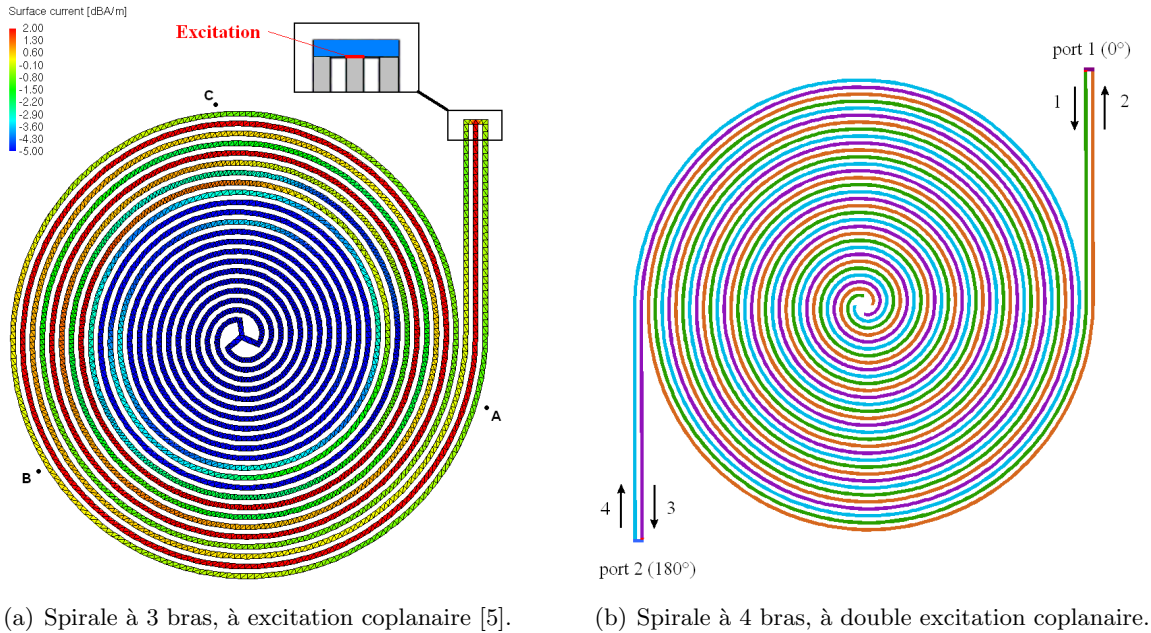 Surface current [dBA/m]
2.00
1.30
0.60
-0.10
-0.80
-1.50
-2.20
-2.90
-3.60
-4.30
-5.00
Excitation
C
A
B
port 1 (0°)
1
2
4
3
port 2 (180°)
(a) Spirale à 3 bras, à excitation coplanaire [5].
(b) Spirale à 4 bras, à double excitation coplanaire.